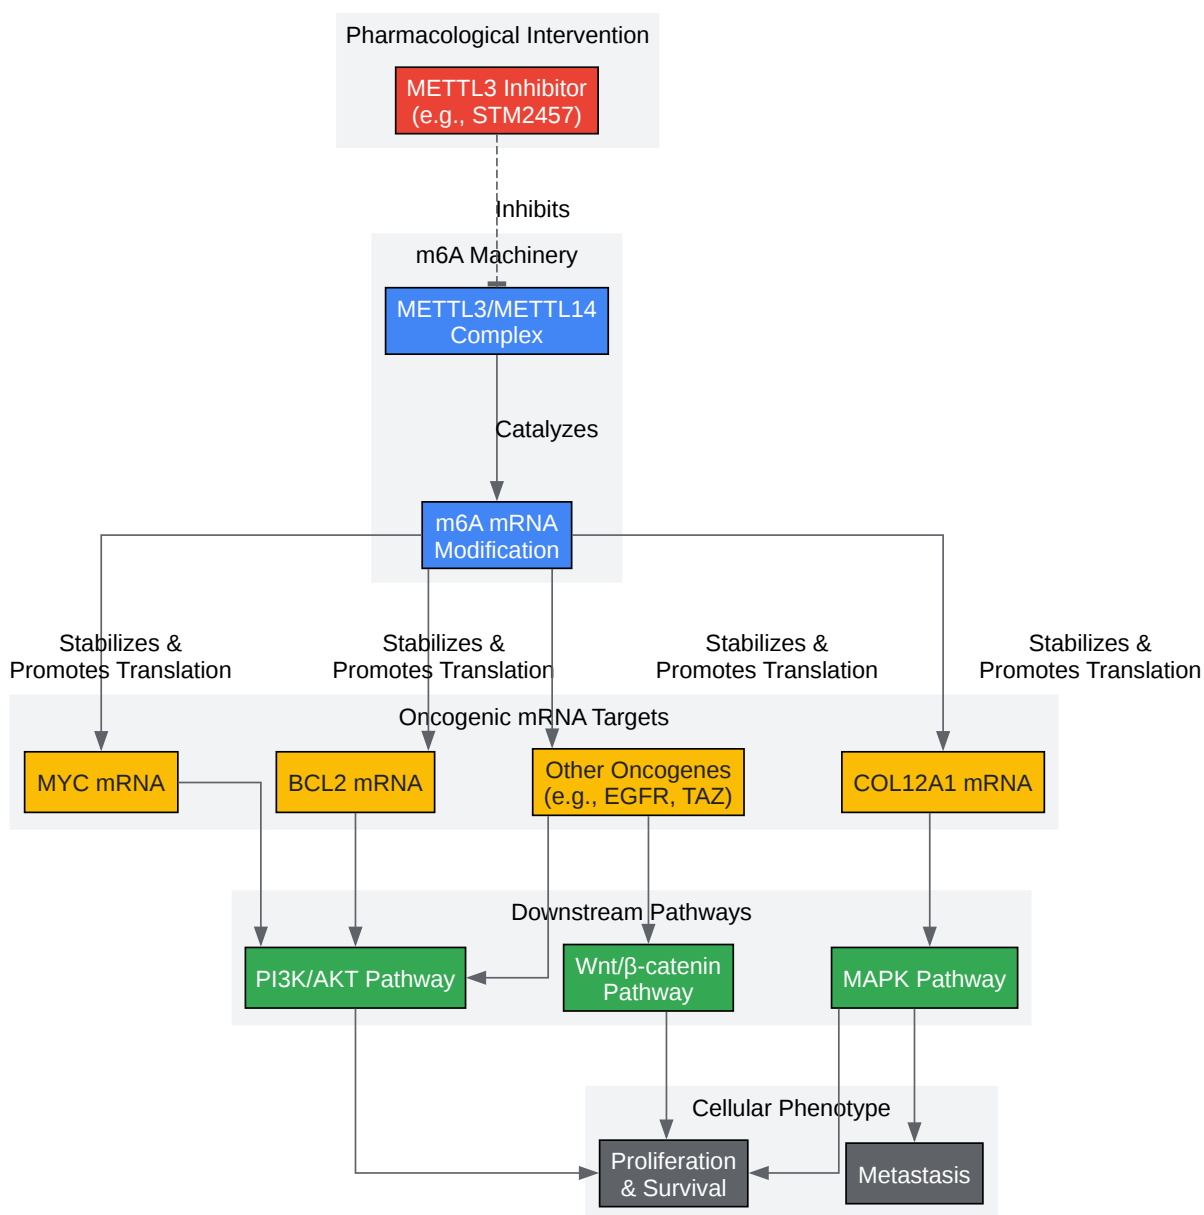 Pharmacological Intervention
METTL3 Inhibitor
(e.g., STM2457)
Inhibits
m6A Machinery
METTL3/METTL14
Complex
Catalyzes
m6A mRNA
Modification
Stabilizes &
Promotes Translation
Stabilizes &
Promotes Translation
Stabilizes &
Promotes Translation
Stabilizes &
Promotes Translation
Oncogenic mRNA Targets
MYC mRNA
BCL2 mRNA
Other Oncogenes
(e.g., EGFR, TAZ)
COL12A1 mRNA
Downstream Pathways
PI3K/AKT Pathway
Wnt/β-catenin
Pathway
MAPK Pathway
Cellular Phenotype
Proliferation
& Survival
Metastasis